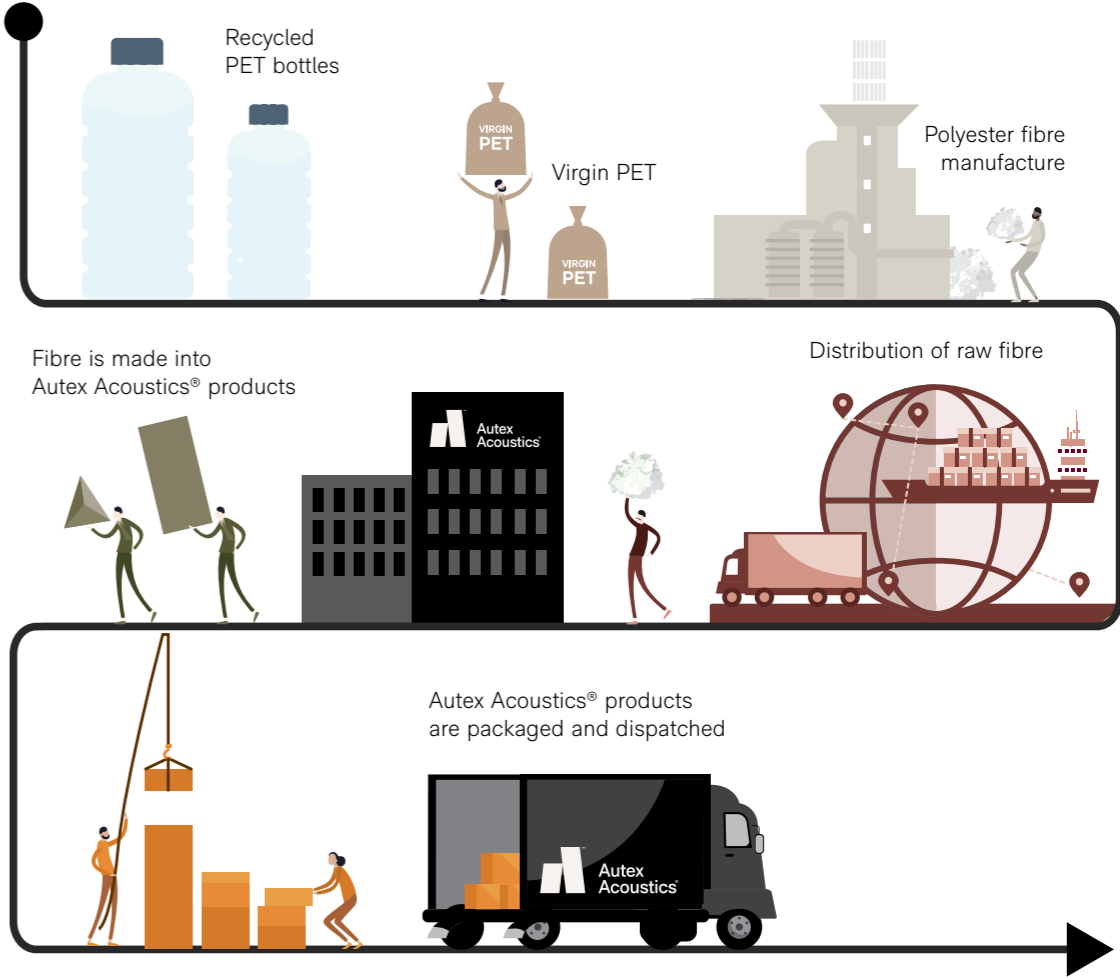 Recycled
PET bottles
VIRGIN
PET
Virgin PET
VIRGIN
PET
Polyester fibre
manufacture
Distribution of raw fibre
Fibre is made into
Autex Acoustics® products
Autex
Acoustics®
Autex Acoustics® products
are packaged and dispatched
Autex
Acoustics®